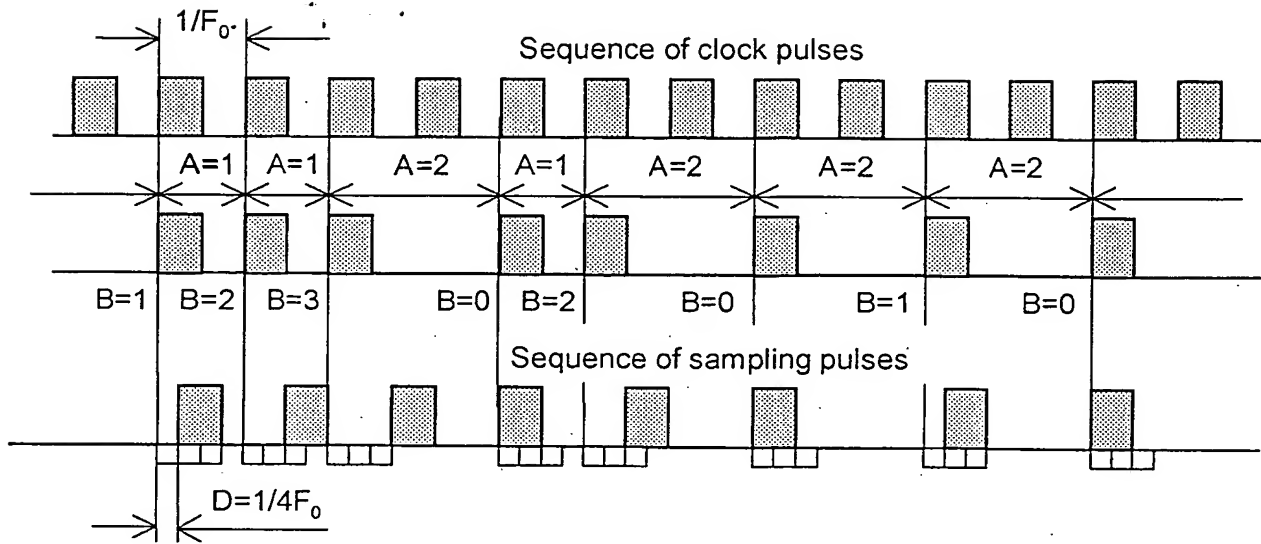 1/F₀.
Sequence of clock pulses
A=1 A=1 A=2 A=1 A=2 A=2 A=2
B=1 B=2 B=3 B=0 B=2 B=0 B=1 B=0
Sequence of sampling pulses
D=1/4F₀